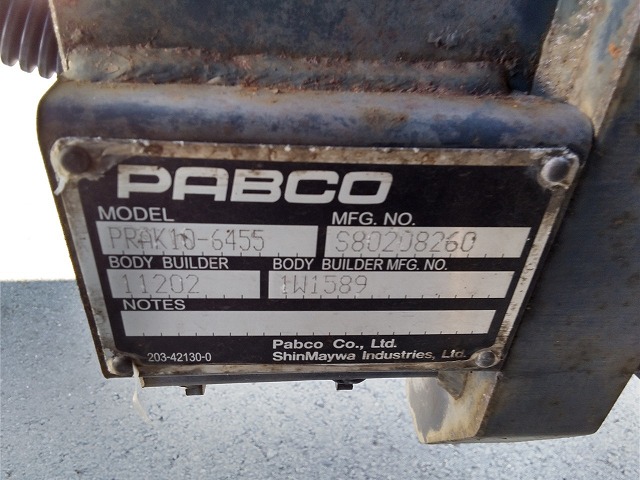 PABCO
MODEL MFG. NO.
PRAK10-6455 S80208260
BODY BUILDER BODY BUILDER MFG. NO.
11202 1W1589
NOTES
Pabco Co., Ltd.
203-42130-0 ShinMaywa Industries, Ltd.